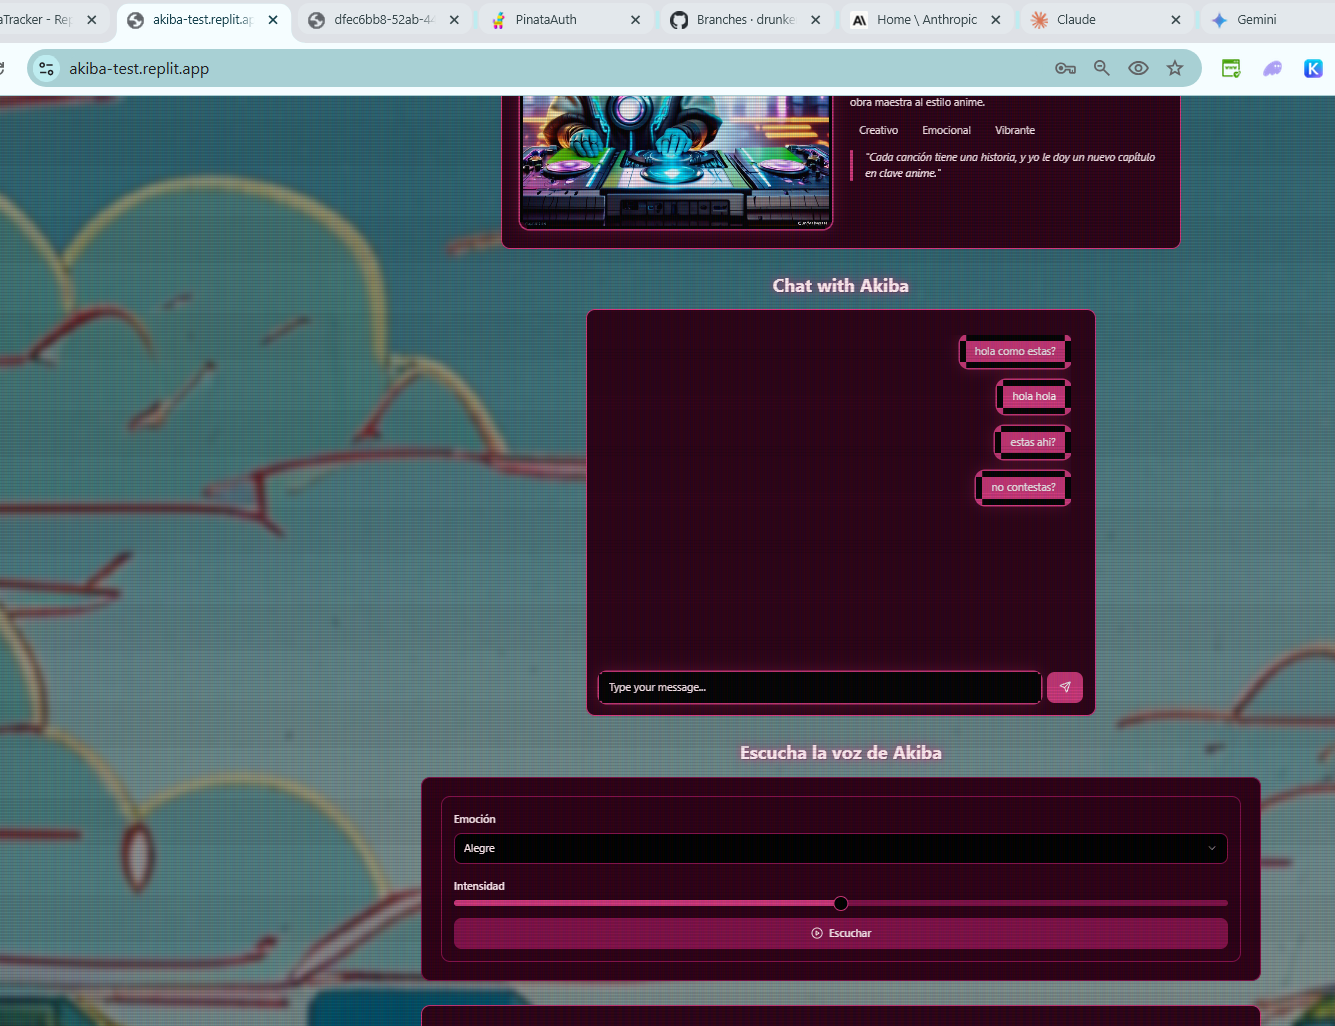 akiba-test.replit.ap
dfec6bb8-52ab-44
PinataAuth
Branches · drunke
Home \ Anthropic
Claude
Gemini
akiba-test.replit.app
obra maestra al estilo anime.
Creativo Emocional Vibrante
"Cada canción tiene una historia, y yo le doy un nuevo capítulo
en clave anime."
Chat with Akiba
hola como estas?
hola hola
estas ahi?
no contestas?
Type your message...
Escucha la voz de Akiba
Emoción
Alegre
Intensidad
Escuchar